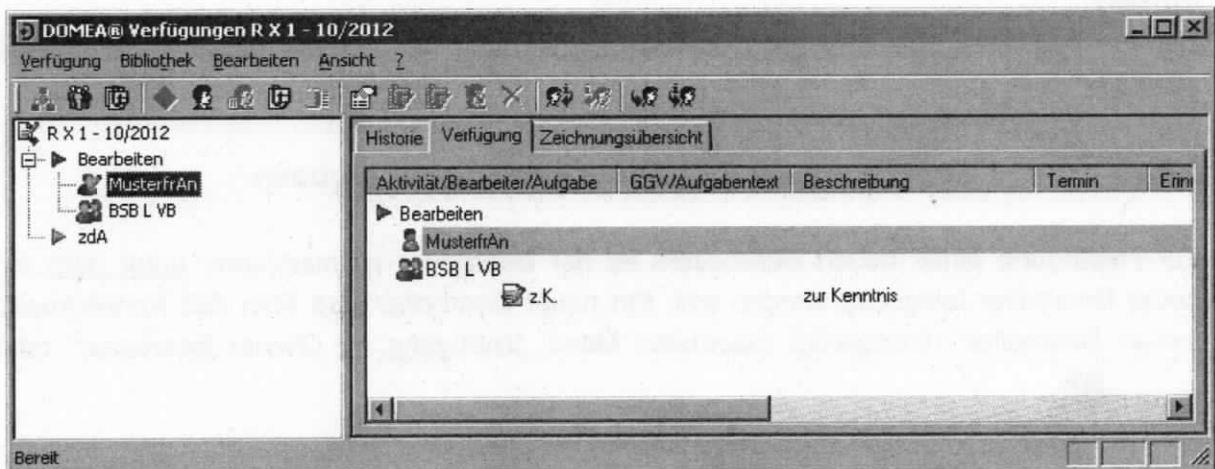 DOMEA® Verfügungen R X 1 - 10/2012
Verfügung Bibliothek Bearbeiten Ansicht ?
R X 1 - 10/2012
Bearbeiten
MusterfrAn
BSB L VB
zdA
Historie Verfügung Zeichnungsübersicht
Aktivität/Bearbeiter/Aufgabe GGV/Aufgabentext Beschreibung Termin Erinr
Bearbeiten
MusterfrAn
BSB L VB
z.K. zur Kenntnis
Bereit